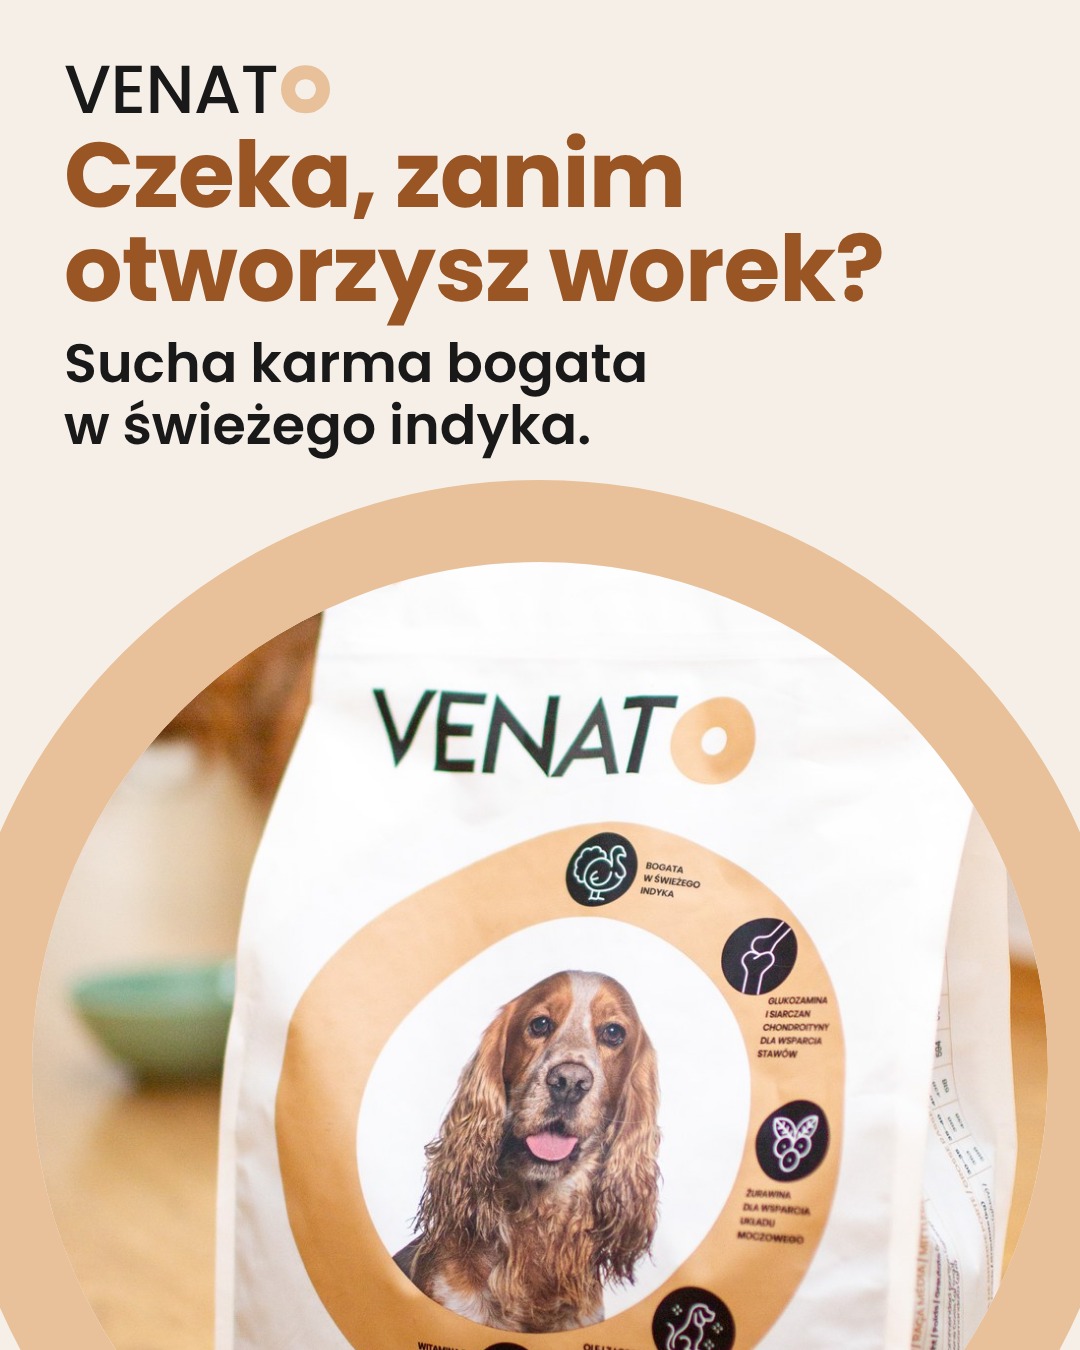 VENATO
Czeka, zanim
otworzysz worek?
Sucha karma bogata
w świeżego indyka.
VENATO
BOGATA
W ŚWIEŻEGO
INDYKA
GLUKOZAMINA
I SIARCZAN
CHONDROITYNY
DLA WSPARCIA
STAWÓW
ŻURAWINA
DLA WSPARCIA
UKŁADU
MOCZOWEGO